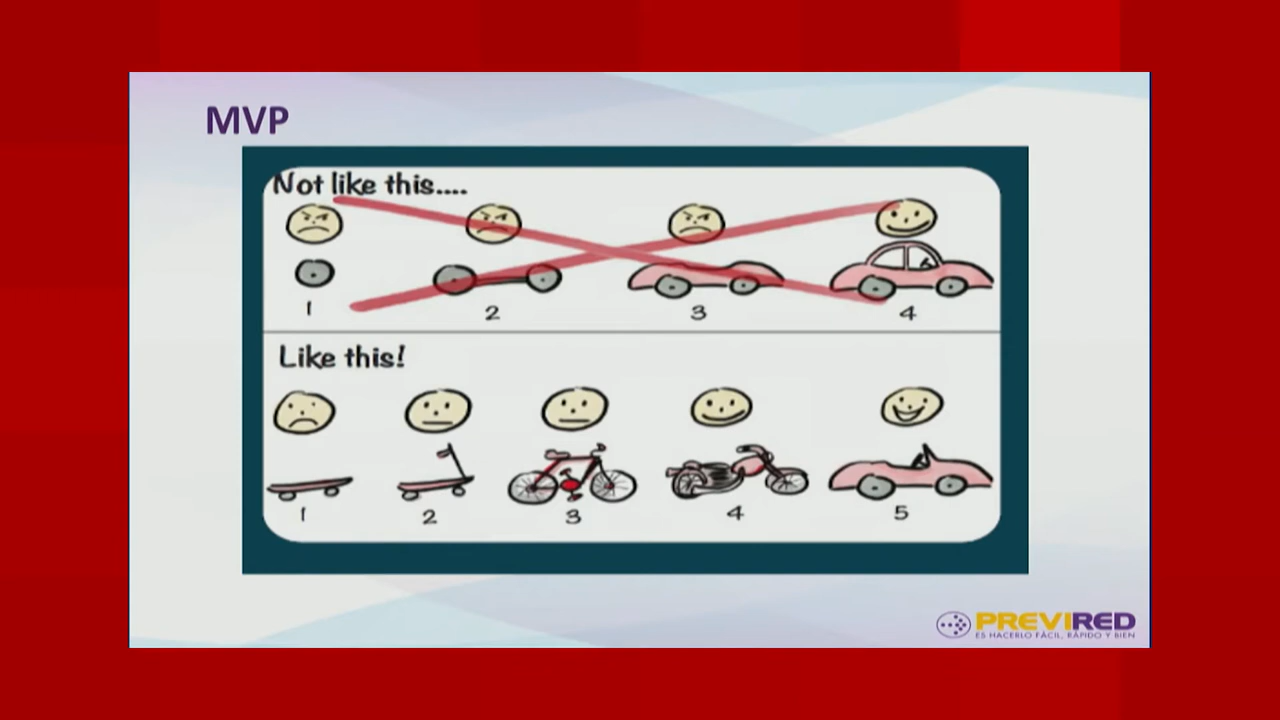 MVP
Not like this....
1 2 3 4
Like this!
1 2 3 4 5
PREVIRED
ES HACERLO FÁCIL, RÁPIDO Y BIEN